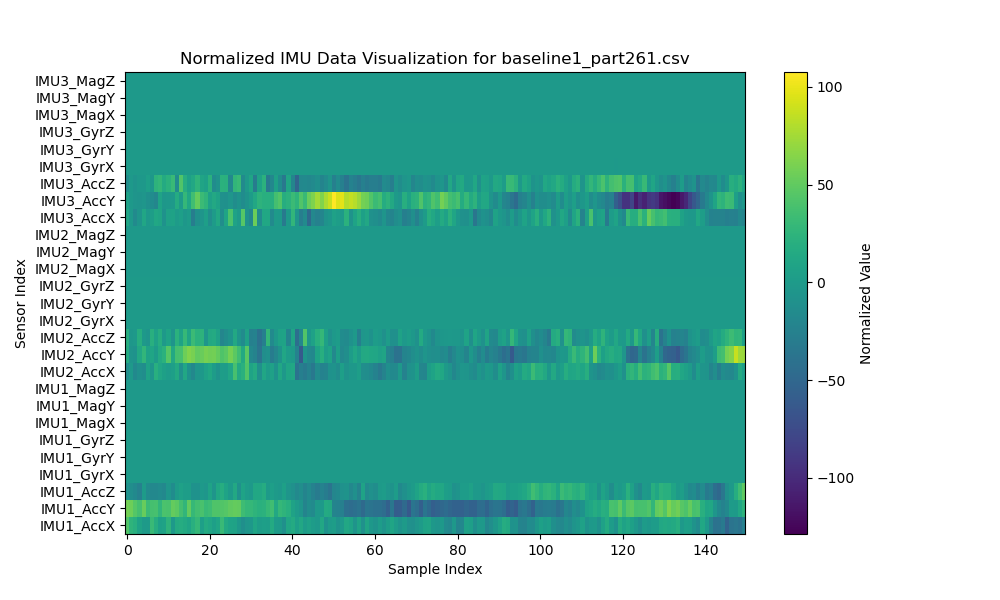 Normalized IMU Data Visualization for baseline1_part261.csv
IMU3_MagZ
IMU3_MagY
IMU3_MagX
IMU3_GyrZ
IMU3_GyrY
IMU3_GyrX
IMU3_AccZ
IMU3_AccY
IMU3_AccX
IMU2_MagZ
IMU2_MagY
IMU2_MagX
IMU2_GyrZ
IMU2_GyrY
IMU2_GyrX
IMU2_AccZ
IMU2_AccY
IMU2_AccX
IMU1_MagZ
IMU1_MagY
IMU1_MagX
IMU1_GyrZ
IMU1_GyrY
IMU1_GyrX
IMU1_AccZ
IMU1_AccY
IMU1_AccX
Sensor Index
0 20 40 60 80 100 120 140
Sample Index
100
50
0
−50
−100
Normalized Value